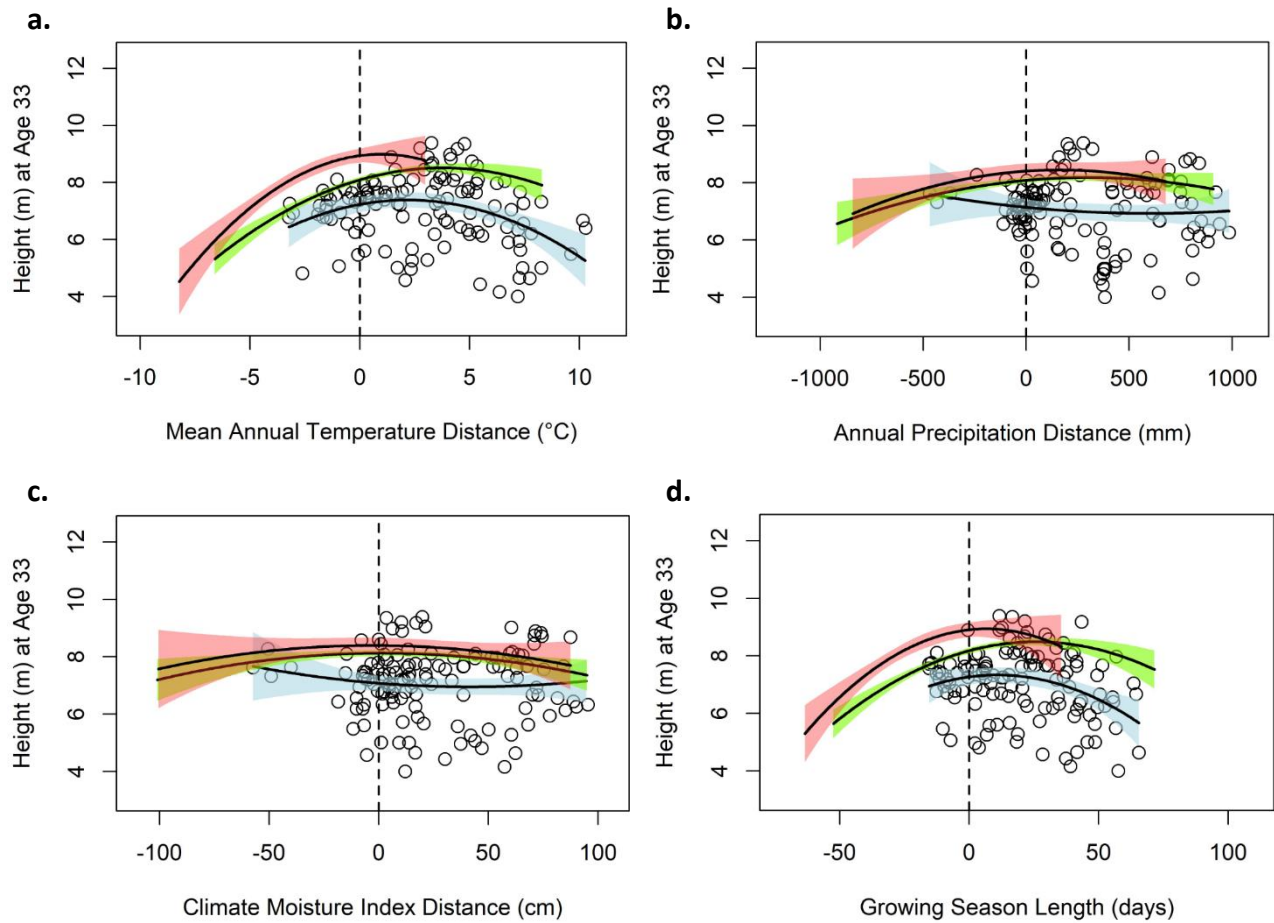 a.
Height (m) at Age 33
12
10
8
6
4
-10 -5 0 5 10
Mean Annual Temperature Distance (°C)
b.
Height (m) at Age 33
12
10
8
6
4
-1000 -500 0 500 1000
Annual Precipitation Distance (mm)
c.
Height (m) at Age 33
12
10
8
6
4
-100 -50 0 50 100
Climate Moisture Index Distance (cm)
d.
Height (m) at Age 33
12
10
8
6
4
-50 0 50 100
Growing Season Length (days)